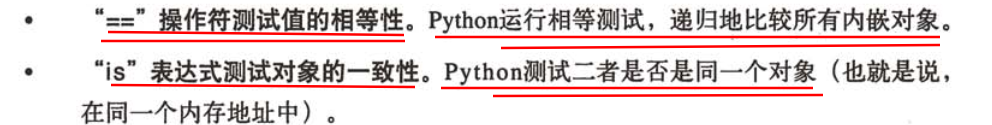 • “==”操作符测试值的相等性。Python运行相等测试，递归地比较所有内嵌对象。
• “is”表达式测试对象的一致性。Python测试二者是否是同一个对象（也就是说，
在同一个内存地址中）。